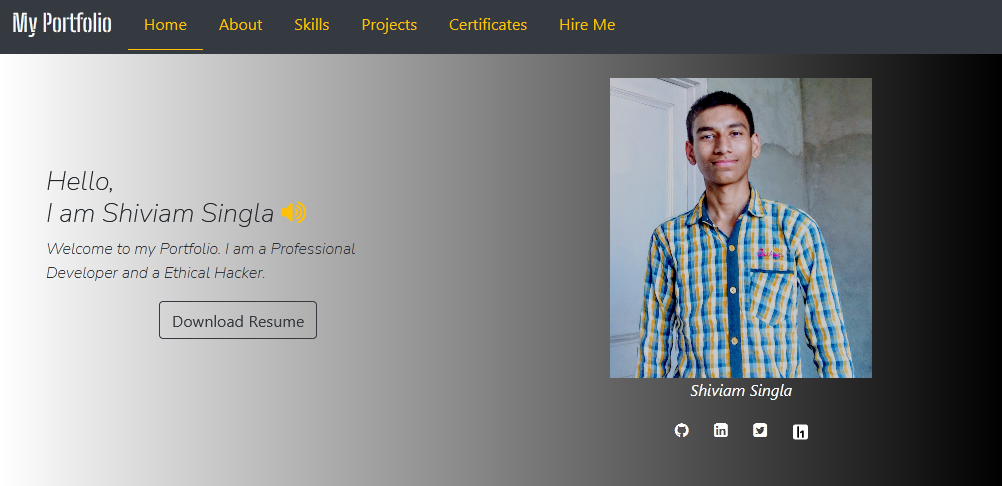 My Portfolio Home About Skills Projects Certificates Hire Me
Hello,
I am Shiviam Singla
Welcome to my Portfolio. I am a Professional
Developer and a Ethical Hacker.
Download Resume
Shiviam Singla